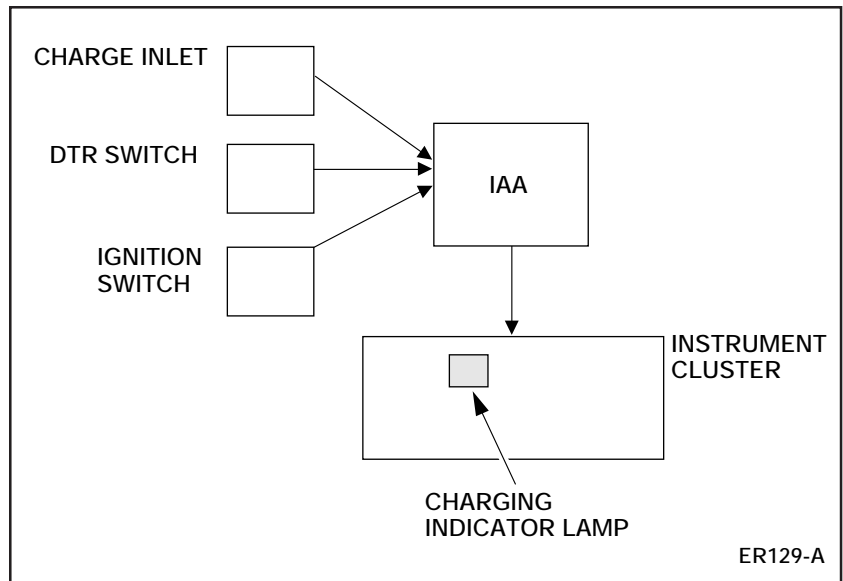 CHARGE INLET
DTR SWITCH
IAA
IGNITION
SWITCH
INSTRUMENT
CLUSTER
CHARGING
INDICATOR LAMP
ER129-A